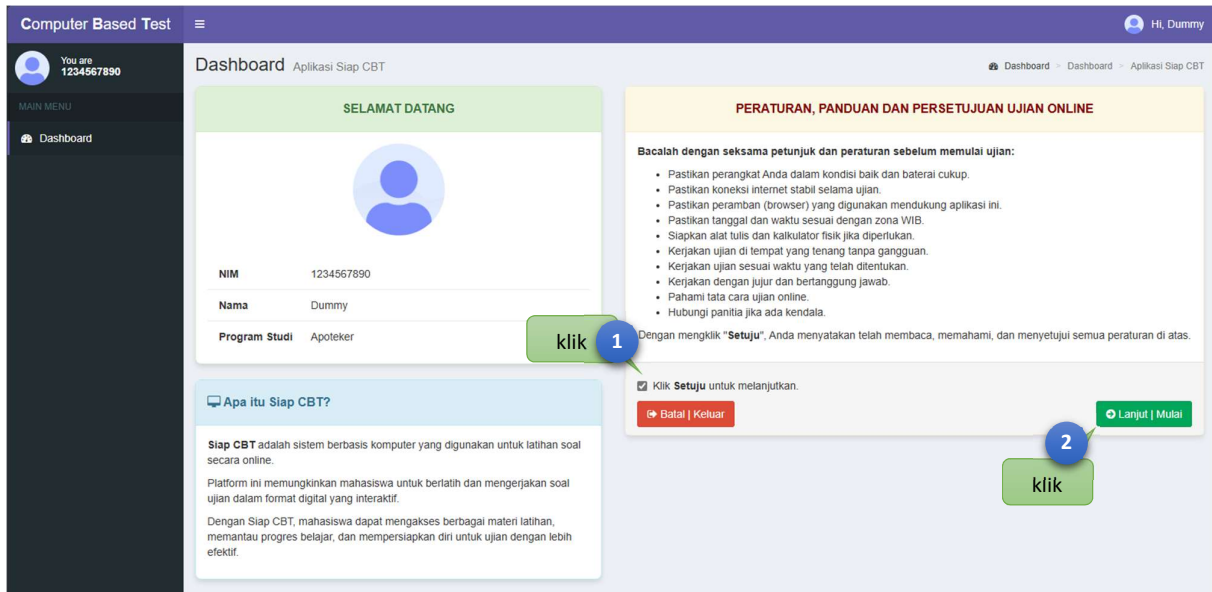 Computer Based Test
Hi, Dummy
You are
1234567890
MAIN MENU
Dashboard
Dashboard Aplikasi Siap CBT
Dashboard > Dashboard > Aplikasi Siap CBT
SELAMAT DATANG
NIM 1234567890
Nama Dummy
Program Studi Apoteker
Apa itu Siap CBT?
Siap CBT adalah sistem berbasis komputer yang digunakan untuk latihan soal
secara online.
Platform ini memungkinkan mahasiswa untuk berlatih dan mengerjakan soal
ujian dalam format digital yang interaktif.
Dengan Siap CBT, mahasiswa dapat mengakses berbagai materi latihan,
memantau progres belajar, dan mempersiapkan diri untuk ujian dengan lebih
efektif.
PERATURAN, PANDUAN DAN PERSETUJUAN UJIAN ONLINE
Bacalah dengan seksama petunjuk dan peraturan sebelum memulai ujian:
• Pastikan perangkat Anda dalam kondisi baik dan baterai cukup.
• Pastikan koneksi internet stabil selama ujian.
• Pastikan peramban (browser) yang digunakan mendukung aplikasi ini.
• Pastikan tanggal dan waktu sesuai dengan zona WIB.
• Siapkan alat tulis dan kalkulator fisik jika diperlukan.
• Kerjakan ujian di tempat yang tenang tanpa gangguan.
• Kerjakan ujian sesuai waktu yang telah ditentukan.
• Kerjakan dengan jujur dan bertanggung jawab.
• Pahami tata cara ujian online.
• Hubungi panitia jika ada kendala.
Dengan mengklik "Setuju", Anda menyatakan telah membaca, memahami, dan menyetujui semua peraturan di atas.
klik 1
Klik Setuju untuk melanjutkan.
Batal | Keluar
Lanjut | Mulai
2
klik